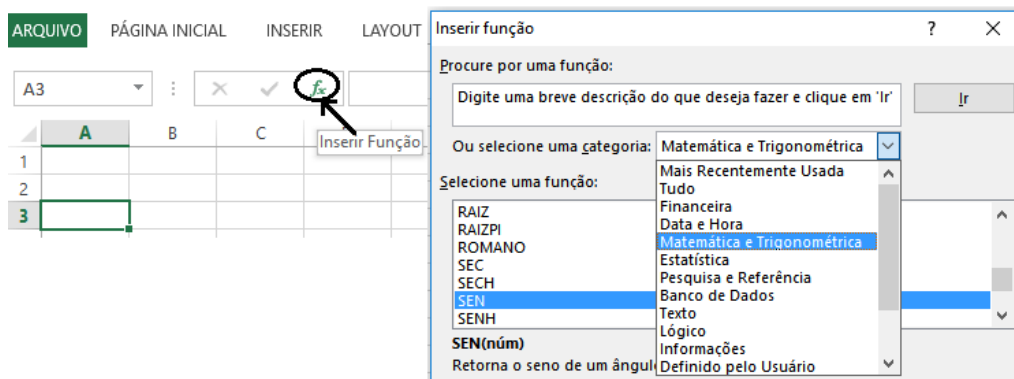 ARQUIVO PÁGINA INICIAL INSERIR LAYOUT
A3
fx
Inserir Função
A B C
1
2
3
Inserir função ? ×
Procure por uma função:
Digite uma breve descrição do que deseja fazer e clique em 'Ir'
Ir
Ou selecione uma categoria: Matemática e Trigonométrica
Mais Recentemente Usada
Tudo
Financeira
Data e Hora
Matemática e Trigonométrica
Estatística
Pesquisa e Referência
Banco de Dados
Texto
Lógico
Informações
Definido pelo Usuário
Selecione uma função:
RAIZ
RAIZPI
ROMANO
SEC
SECH
SEN
SENH
SEN(núm)
Retorna o seno de um ângul